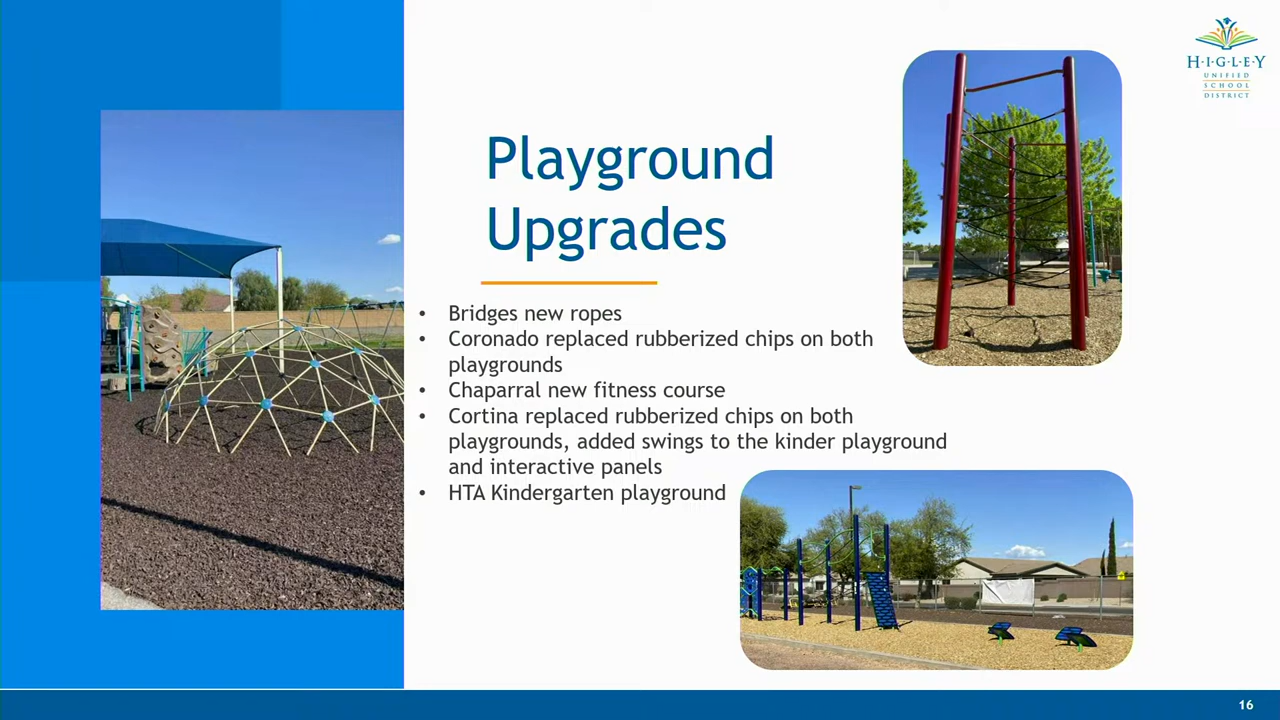 H·I·G·L·E·Y
UNIFIED
SCHOOL
DISTRICT
Playground
Upgrades
• Bridges new ropes
• Coronado replaced rubberized chips on both
playgrounds
• Chaparral new fitness course
• Cortina replaced rubberized chips on both
playgrounds, added swings to the kinder playground
and interactive panels
• HTA Kindergarten playground
16